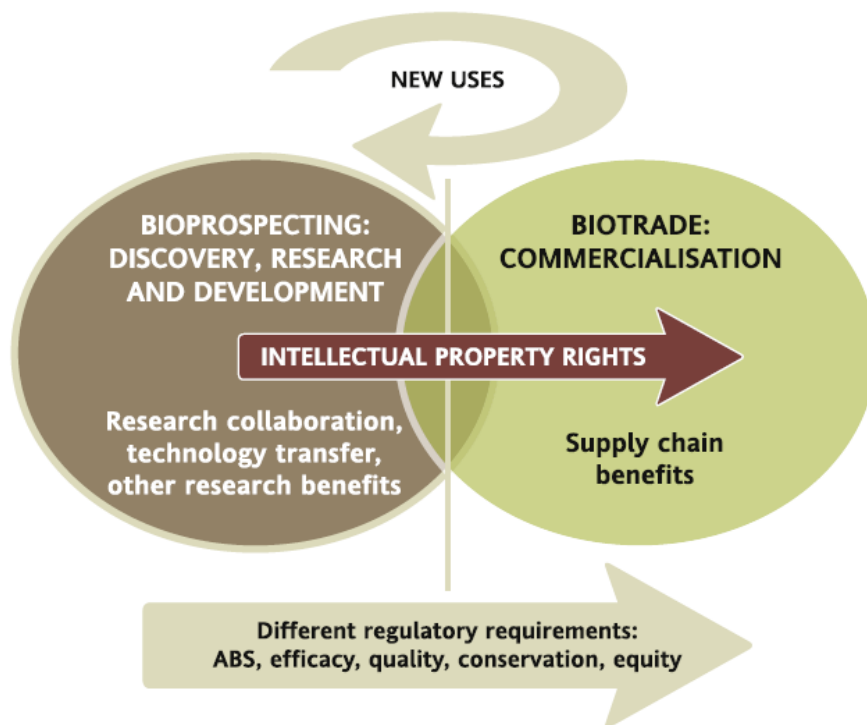 NEW USES
BIOPROSPECTING:
DISCOVERY, RESEARCH
AND DEVELOPMENT
BIOTRADE:
COMMERCIALISATION
INTELLECTUAL PROPERTY RIGHTS
Research collaboration,
technology transfer,
other research benefits
Supply chain
benefits
Different regulatory requirements:
ABS, efficacy, quality, conservation, equity